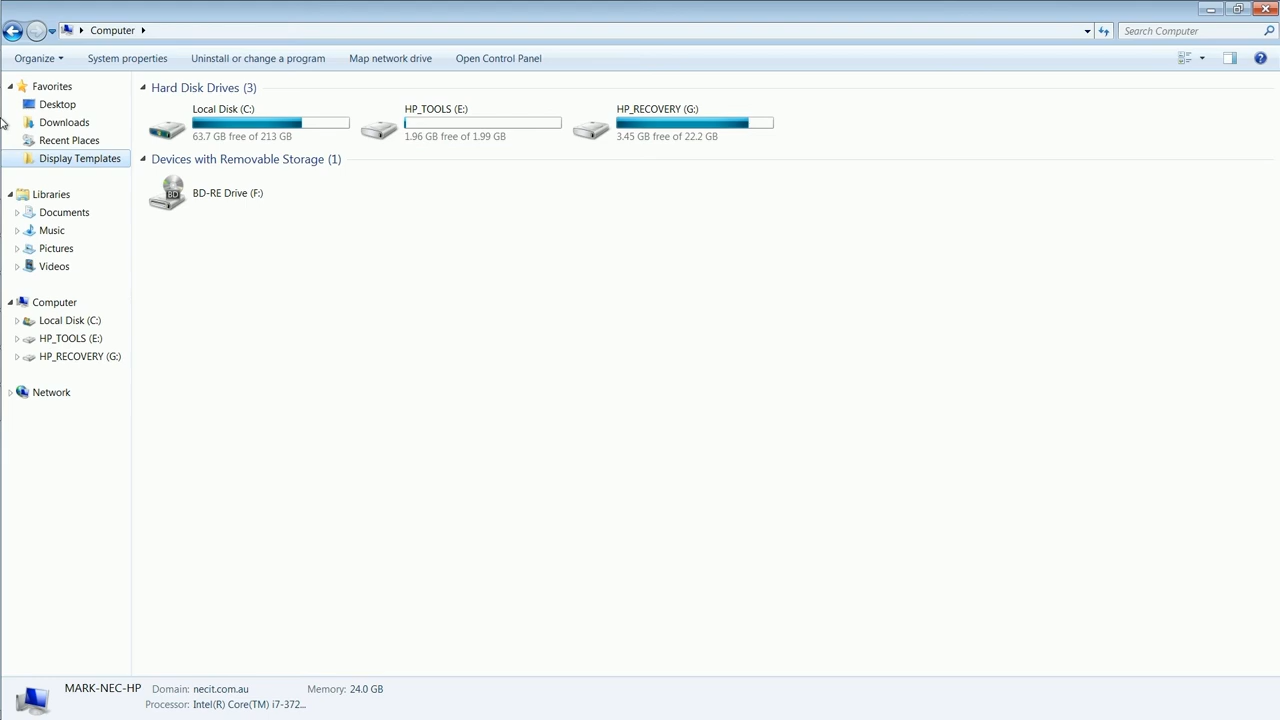 Computer
Search Computer
Organize
System properties
Uninstall or change a program
Map network drive
Open Control Panel
Favorites
Desktop
Downloads
Recent Places
Display Templates
Libraries
Documents
Music
Pictures
Videos
Computer
Local Disk (C:)
HP_TOOLS (E:)
HP_RECOVERY (G:)
Network
Hard Disk Drives (3)
Local Disk (C:)
63.7 GB free of 213 GB
HP_TOOLS (E:)
1.96 GB free of 1.99 GB
HP_RECOVERY (G:)
3.45 GB free of 22.2 GB
Devices with Removable Storage (1)
BD
BD-RE Drive (F:)
MARK-NEC-HP
Domain: necit.com.au
Memory: 24.0 GB
Processor: Intel(R) Core(TM) i7-372...